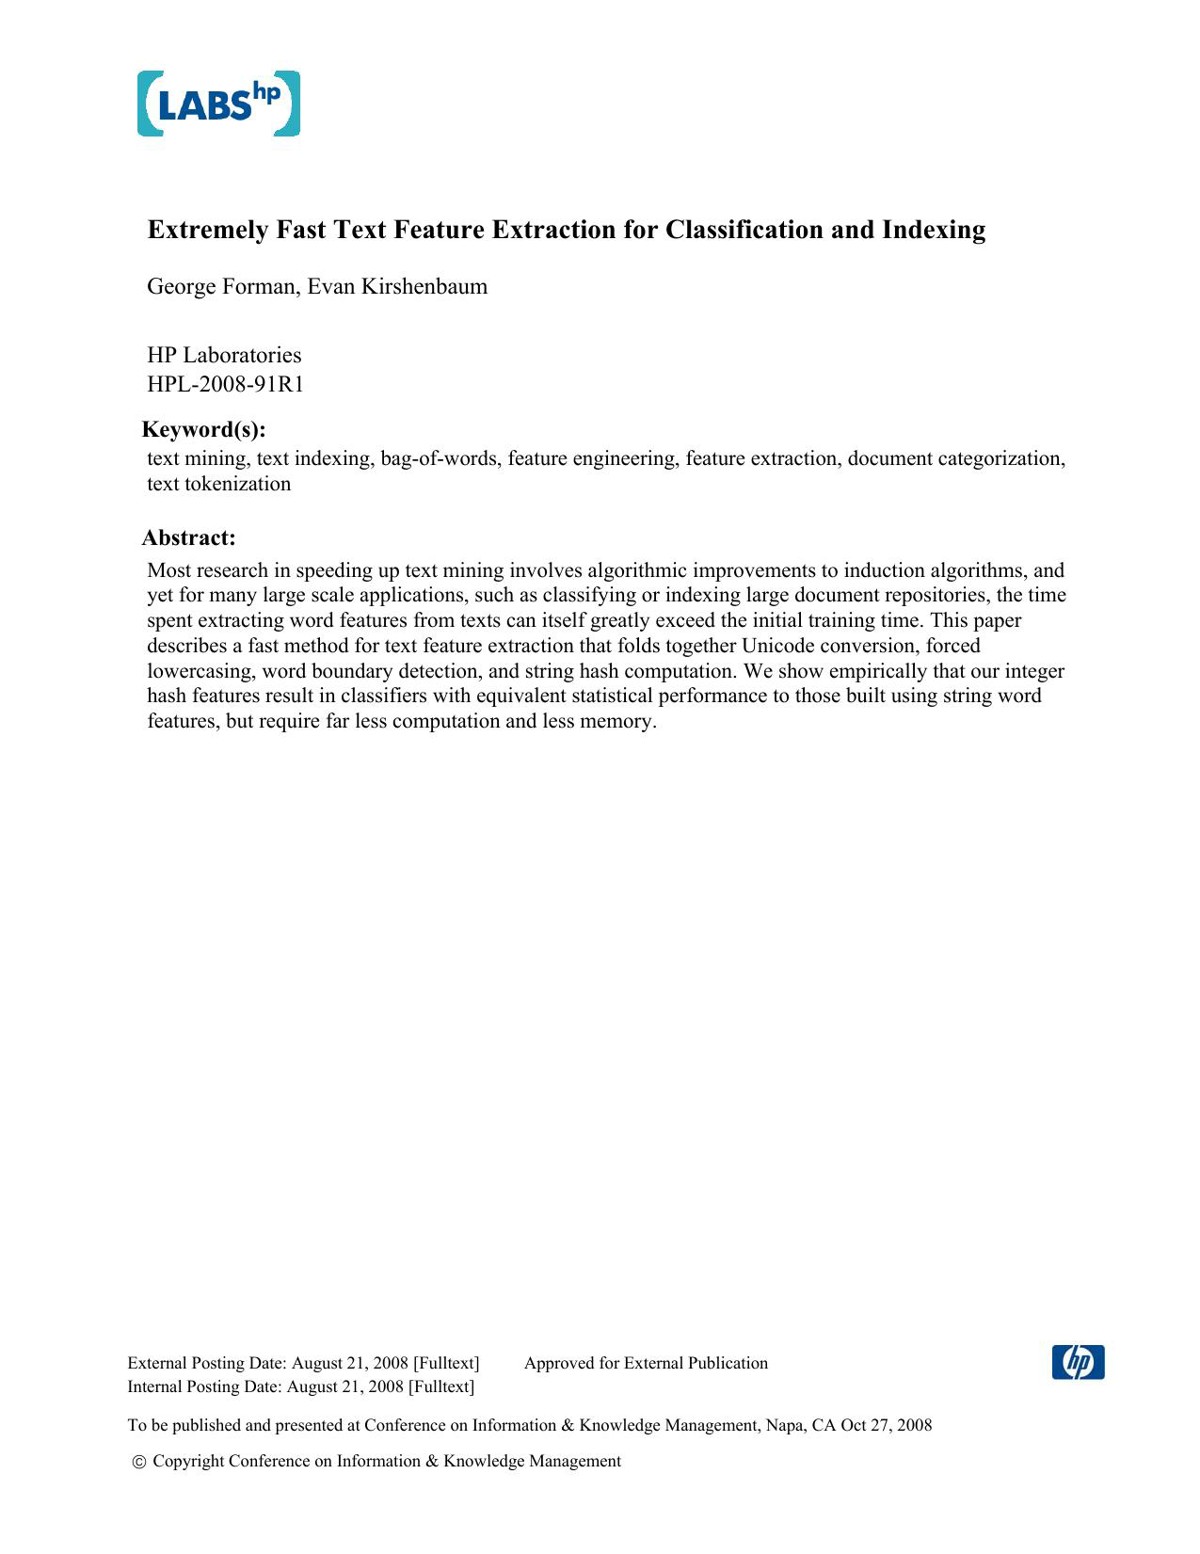 LABS hp
Extremely Fast Text Feature Extraction for Classification and Indexing
George Forman, Evan Kirshenbaum
HP Laboratories
HPL-2008-91R1
Keyword(s):
text mining, text indexing, bag-of-words, feature engineering, feature extraction, document categorization,
text tokenization
Abstract:
Most research in speeding up text mining involves algorithmic improvements to induction algorithms, and
yet for many large scale applications, such as classifying or indexing large document repositories, the time
spent extracting word features from texts can itself greatly exceed the initial training time. This paper
describes a fast method for text feature extraction that folds together Unicode conversion, forced
lowercasing, word boundary detection, and string hash computation. We show empirically that our integer
hash features result in classifiers with equivalent statistical performance to those built using string word
features, but require far less computation and less memory.
External Posting Date: August 21, 2008 [Fulltext] Approved for External Publication
hp
Internal Posting Date: August 21, 2008 [Fulltext]
To be published and presented at Conference on Information & Knowledge Management, Napa, CA Oct 27, 2008
© Copyright Conference on Information & Knowledge Management